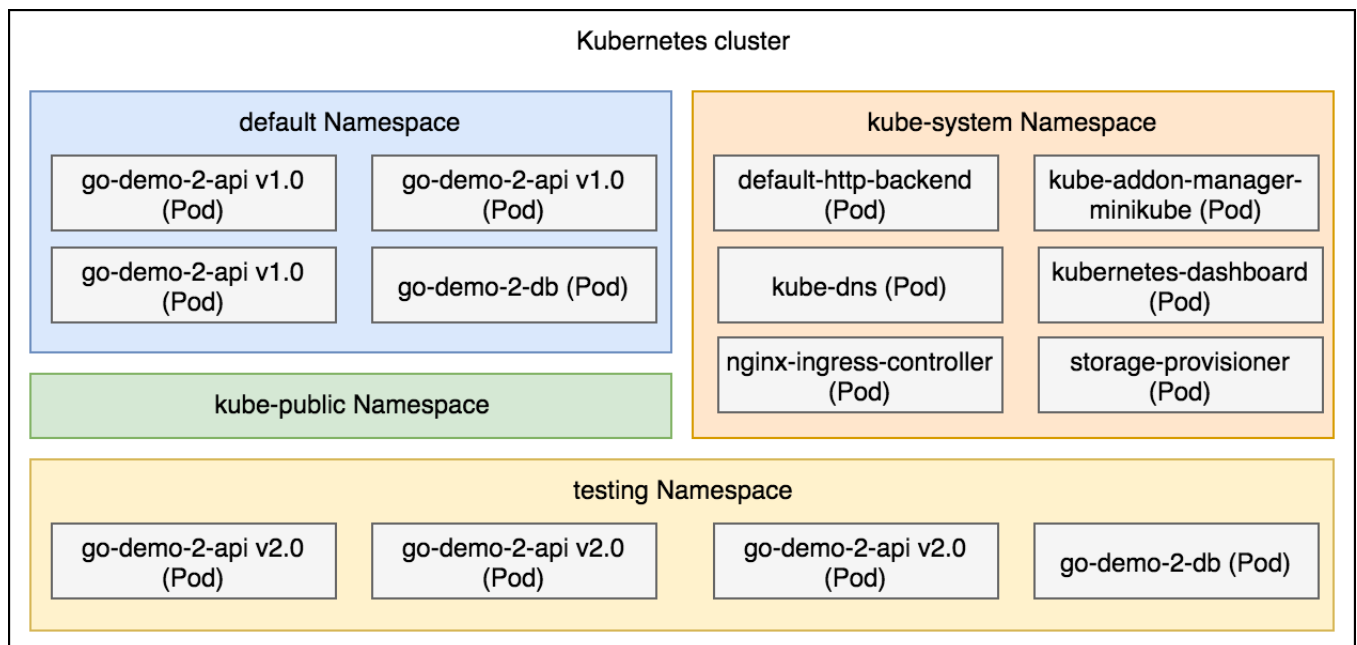 Kubernetes cluster
default Namespace
go-demo-2-api v1.0
(Pod)
go-demo-2-api v1.0
(Pod)
go-demo-2-api v1.0
(Pod)
go-demo-2-db (Pod)
kube-public Namespace
kube-system Namespace
default-http-backend
(Pod)
kube-addon-manager-
minikube (Pod)
kube-dns (Pod)
kubernetes-dashboard
(Pod)
nginx-ingress-controller
(Pod)
storage-provisioner
(Pod)
testing Namespace
go-demo-2-api v2.0
(Pod)
go-demo-2-api v2.0
(Pod)
go-demo-2-api v2.0
(Pod)
go-demo-2-db (Pod)